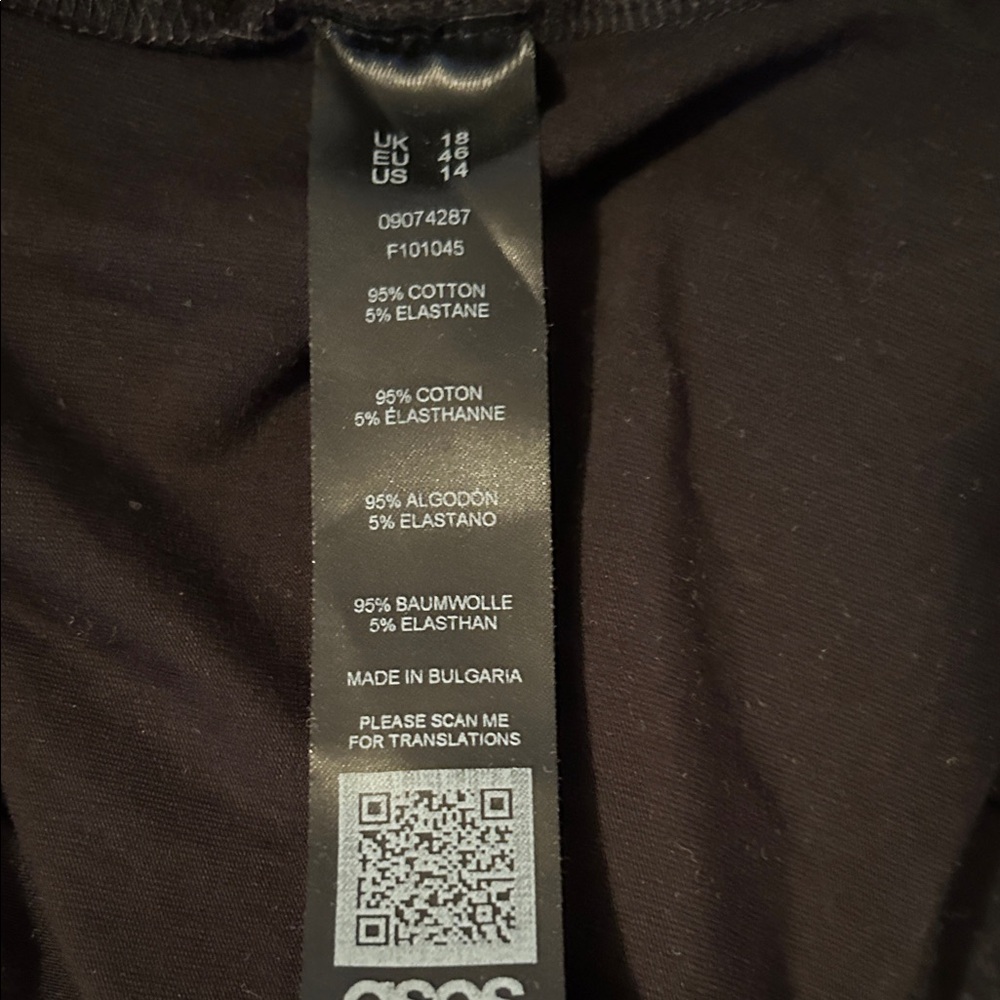 UK 18
EU 46
US 14
09074287
F101045
95% COTTON
5% ELASTANE
95% COTON
5% ÉLASTHANNE
95% ALGODÓN
5% ELASTANO
95% BAUMWOLLE
5% ELASTHAN
MADE IN BULGARIA
PLEASE SCAN ME
FOR TRANSLATIONS
asos